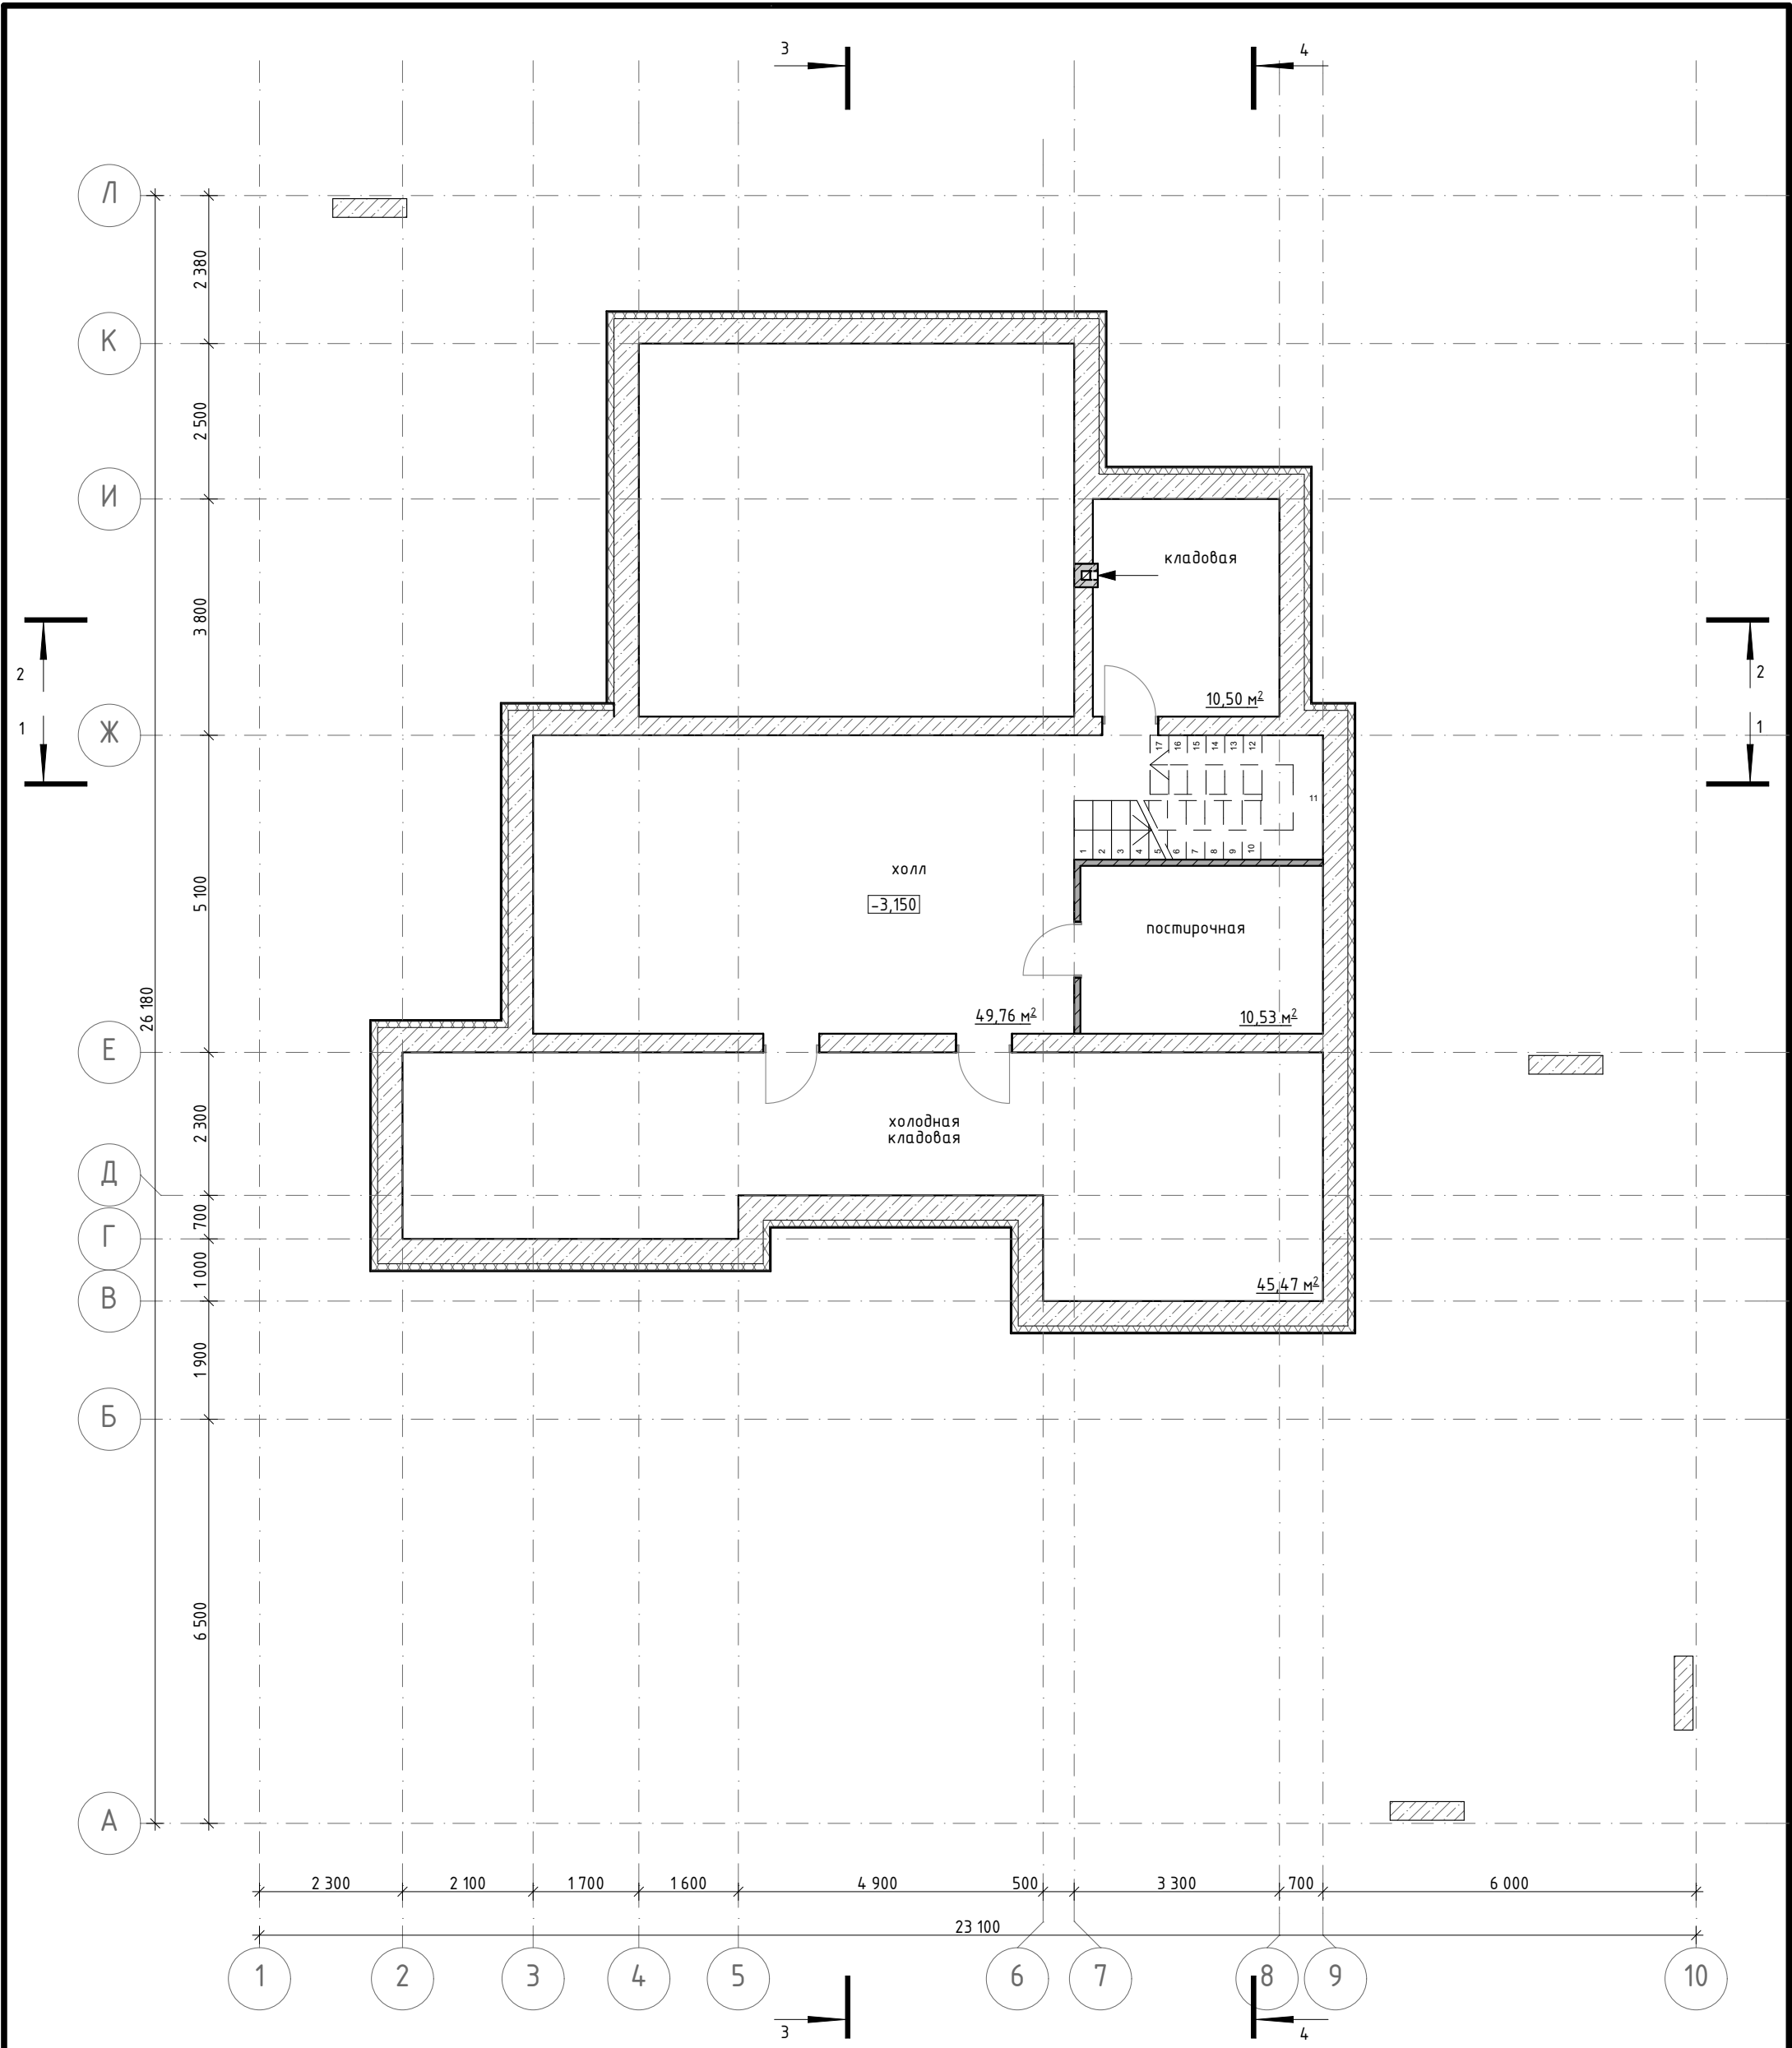 3
4
Л
2 380
К
2 500
И
кладовая
3 800
2
2
10,50 м²
1
1
Ж
17 16 15 14 13 12
11
1 2 3 4 5 6 7 8 9 10
холл
-3,150
5 100
постирочная
26 180
49,76 м²
10,53 м²
Е
2 300
холодная
кладовая
Д
700
Г
1 000
45,47 м²
В
1 900
Б
6 500
А
2 300 2 100 1 700 1 600 4 900 500 3 300 700 6 000
23 100
1 2 3 4 5 6 7 8 9 10
3
4